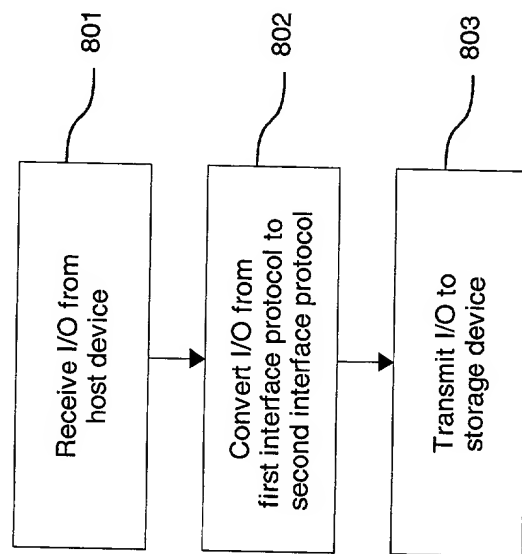 Receive I/O from
host device
801
Convert I/O from
first interface protocol to
second interface protocol
802
Transmit I/O to
storage device
803